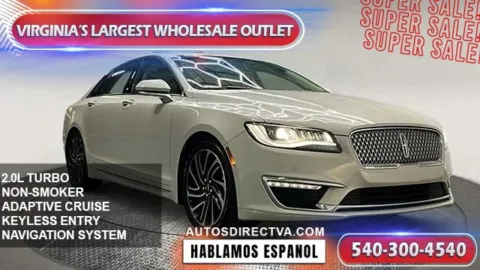 VIRGINIA'S LARGEST WHOLESALE OUTLET
SUPER SALE!
SUPER SALE!
SUPER SALE!
2.0L TURBO
NON-SMOKER
ADAPTIVE CRUISE
KEYLESS ENTRY
NAVIGATION SYSTEM
AUTOSDIRECTVA.COM
HABLAMOS ESPANOL
540-300-4540